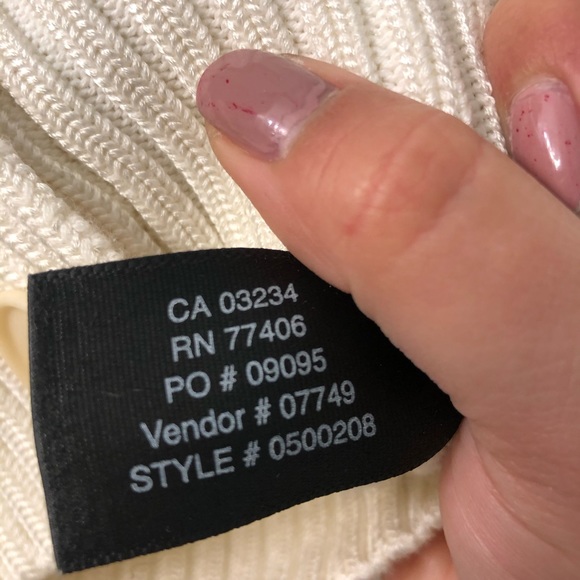 CA 03234
RN 77406
PO # 09095
Vendor # 07749
STYLE # 0500208